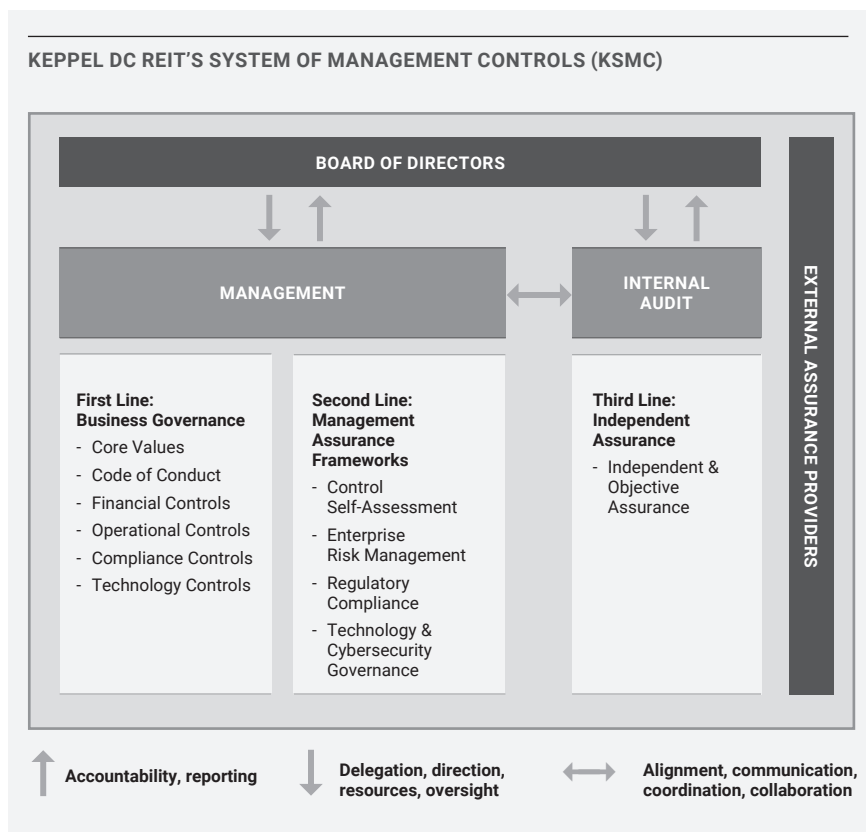 KEPPEL DC REIT’S SYSTEM OF MANAGEMENT CONTROLS (KSMC)
BOARD OF DIRECTORS
MANAGEMENT
INTERNAL
AUDIT
First Line:
Business Governance
- Core Values
- Code of Conduct
- Financial Controls
- Operational Controls
- Compliance Controls
- Technology Controls
Second Line:
Management
Assurance
Frameworks
- Control
Self-Assessment
- Enterprise
Risk Management
- Regulatory
Compliance
- Technology &
Cybersecurity
Governance
Third Line:
Independent
Assurance
- Independent &
Objective
Assurance
EXTERNAL ASSURANCE PROVIDERS
Accountability, reporting
Delegation, direction,
resources, oversight
Alignment, communication,
coordination, collaboration